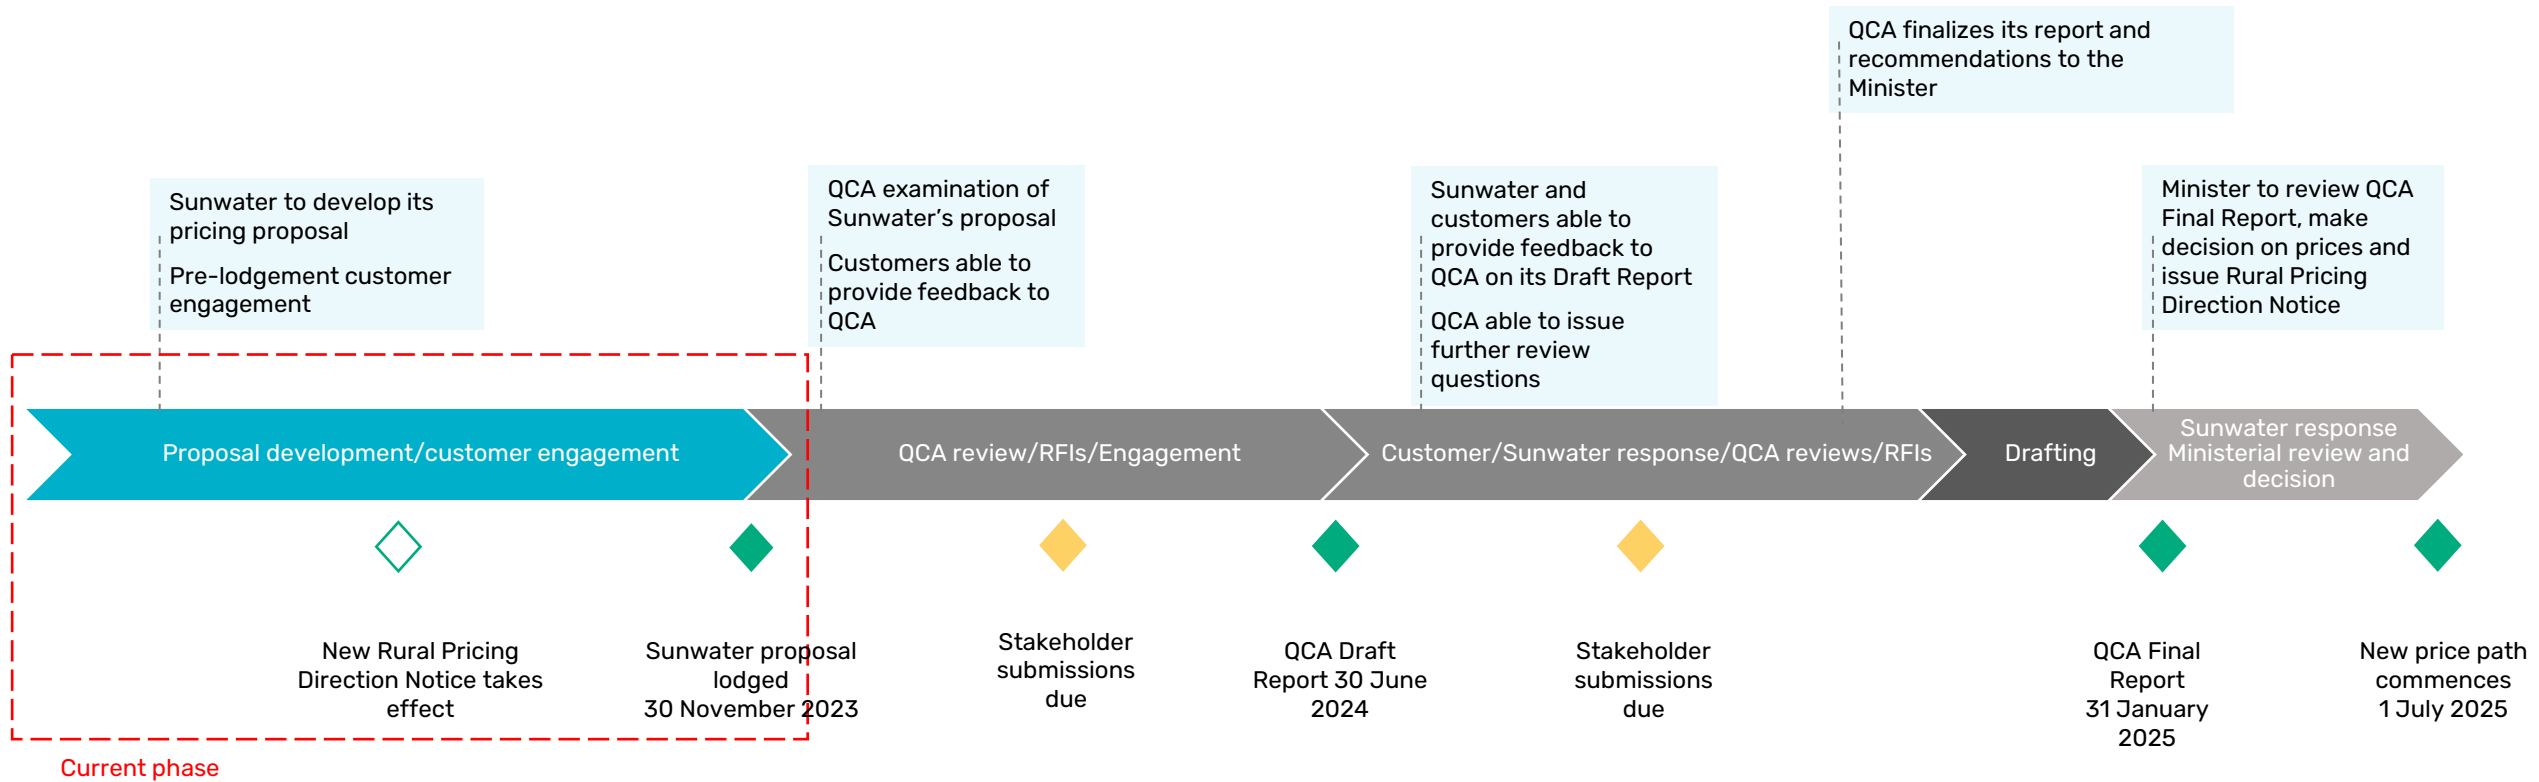 QCA finalizes its report and
recommendations to the
Minister
Sunwater to develop its
pricing proposal
Pre-lodgement customer
engagement
QCA examination of
Sunwater’s proposal
Customers able to
provide feedback to
QCA
Sunwater and
customers able to
provide feedback to
QCA on its Draft Report
QCA able to issue
further review
questions
Minister to review QCA
Final Report, make
decision on prices and
issue Rural Pricing
Direction Notice
Proposal development/customer engagement
QCA review/RFIs/Engagement
Customer/Sunwater response/QCA reviews/RFIs
Drafting
Sunwater response
Ministerial review and
decision
New Rural Pricing
Direction Notice takes
effect
Sunwater proposal
lodged
30 November 2023
Stakeholder
submissions
due
QCA Draft
Report 30 June
2024
Stakeholder
submissions
due
QCA Final
Report
31 January
2025
New price path
commences
1 July 2025
Current phase